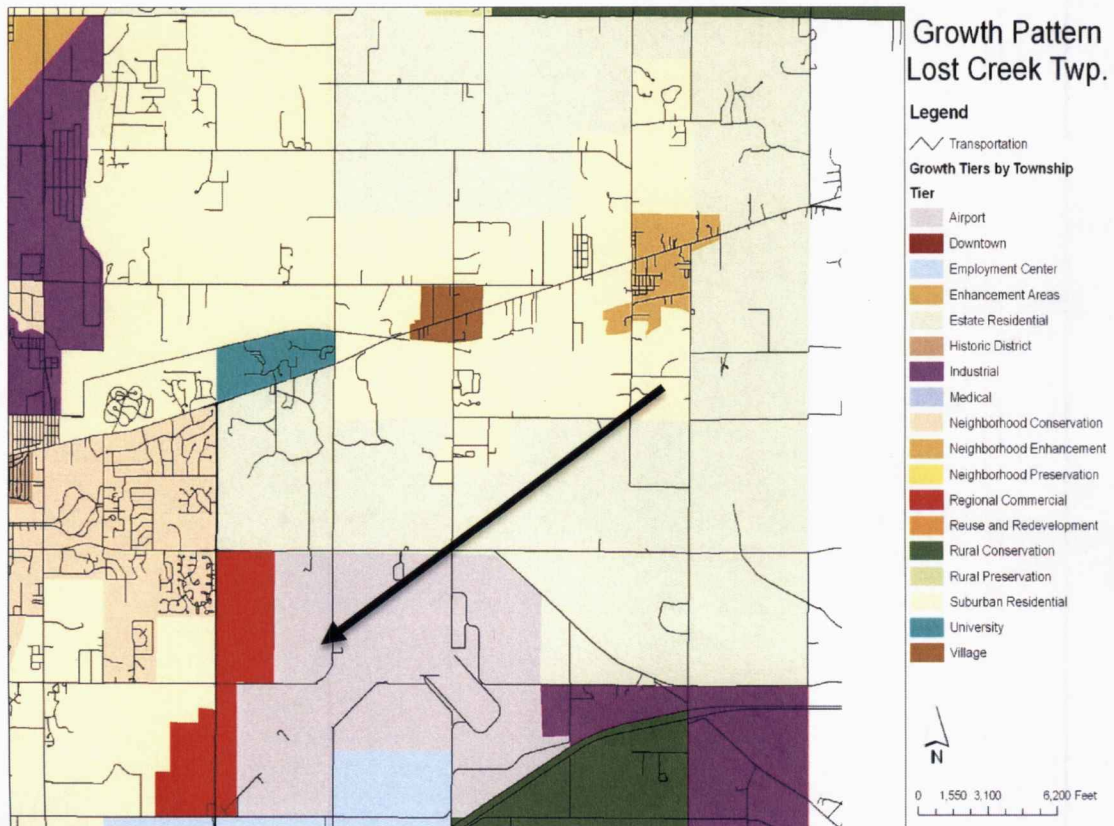 Growth Pattern
Lost Creek Twp.
Legend
Transportation
Growth Tiers by Township
Tier
Airport
Downtown
Employment Center
Enhancement Areas
Estate Residential
Historic District
Industrial
Medical
Neighborhood Conservation
Neighborhood Enhancement
Neighborhood Preservation
Regional Commercial
Reuse and Redevelopment
Rural Conservation
Rural Preservation
Suburban Residential
University
Village
N
0 1,550 3,100 6,200 Feet